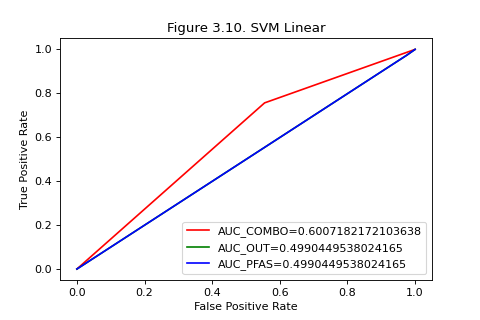 Figure 3.10. SVM Linear
1.0
0.8
0.6
0.4
0.2
0.0
True Positive Rate
AUC_COMBO=0.6007182172103638
AUC_OUT=0.4990449538024165
AUC_PFAS=0.4990449538024165
0.0 0.2 0.4 0.6 0.8 1.0
False Positive Rate